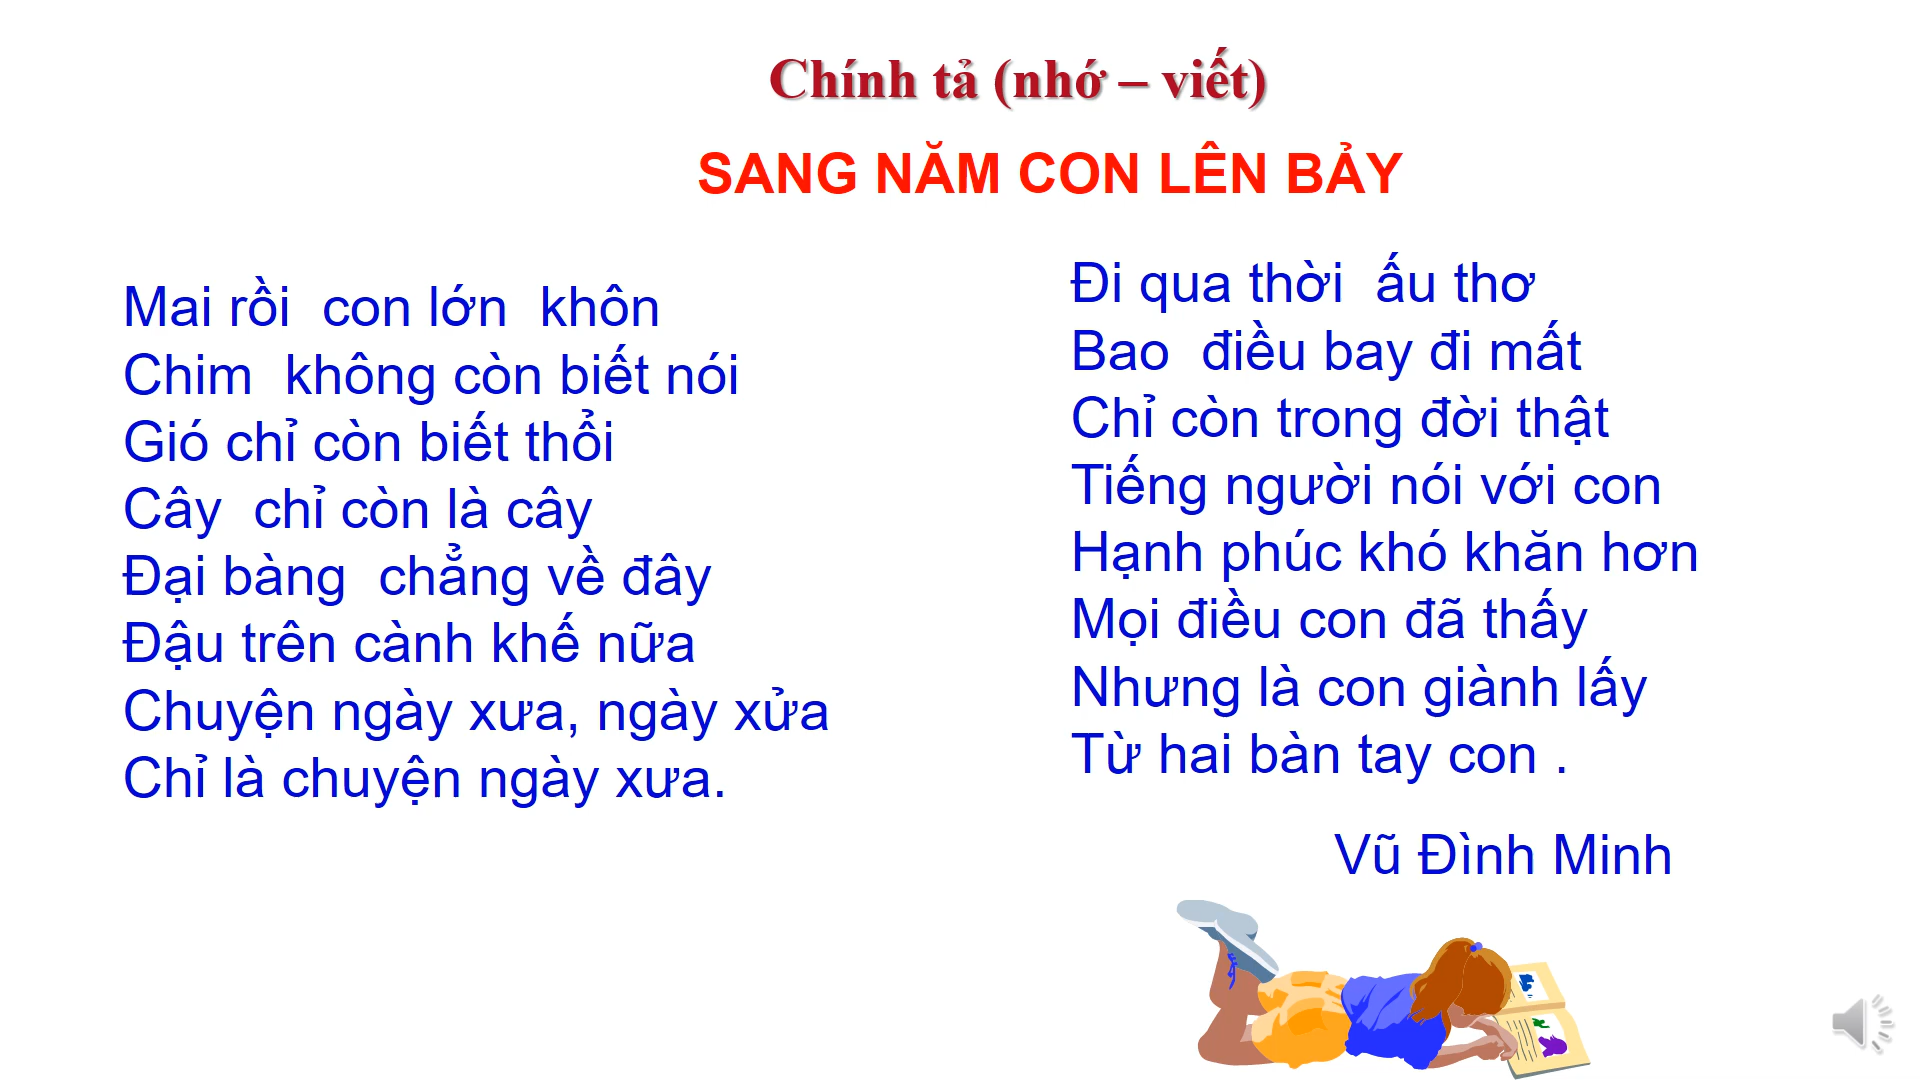 Chính tả (nhớ – viết)
SANG NĂM CON LÊN BẢY
Mai rồi con lớn khôn
Chim không còn biết nói
Gió chỉ còn biết thổi
Cây chỉ còn là cây
Đại bàng chẳng về đây
Đậu trên cành khế nữa
Chuyện ngày xưa, ngày xửa
Chỉ là chuyện ngày xưa.
Đi qua thời ấu thơ
Bao điều bay đi mất
Chỉ còn trong đời thật
Tiếng người nói với con
Hạnh phúc khó khăn hơn
Mọi điều con đã thấy
Nhưng là con giành lấy
Từ hai bàn tay con .
Vũ Đình Minh